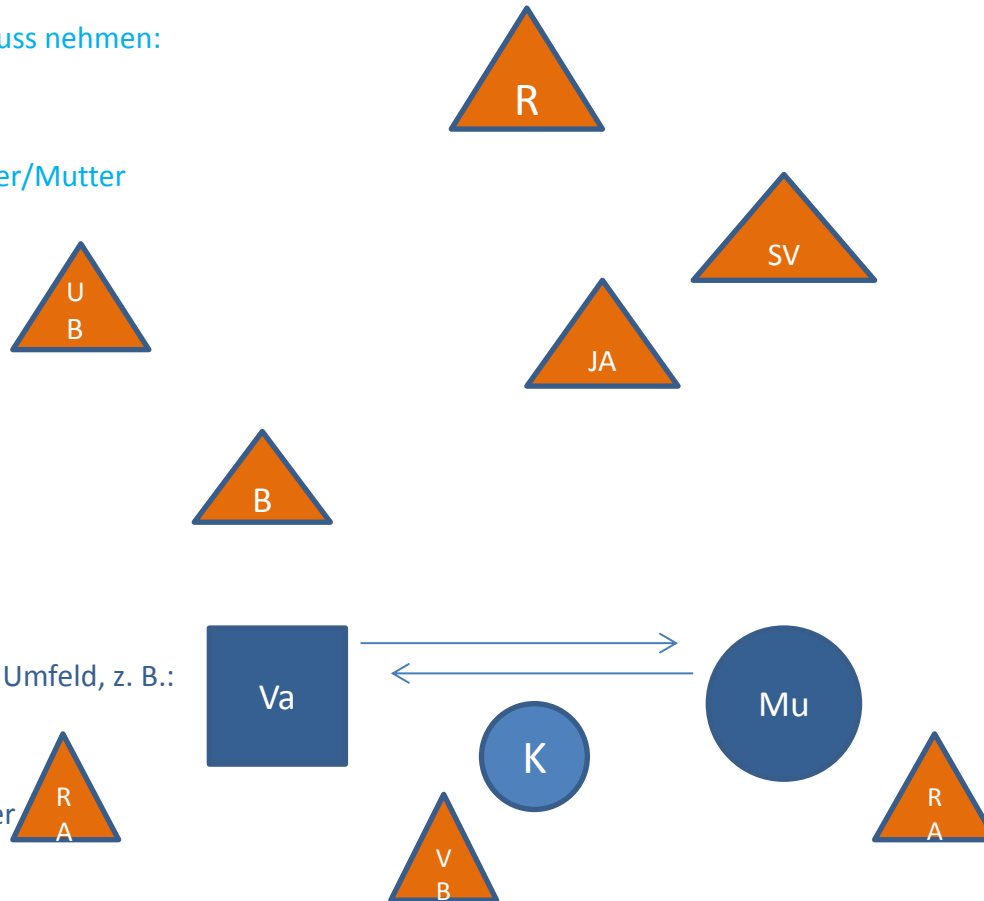 uss nehmen:
R
er/Mutter
SV
U
B
JA
B
Umfeld, z. B.:
Va
Mu
K
R
A
er
R
A
V
B